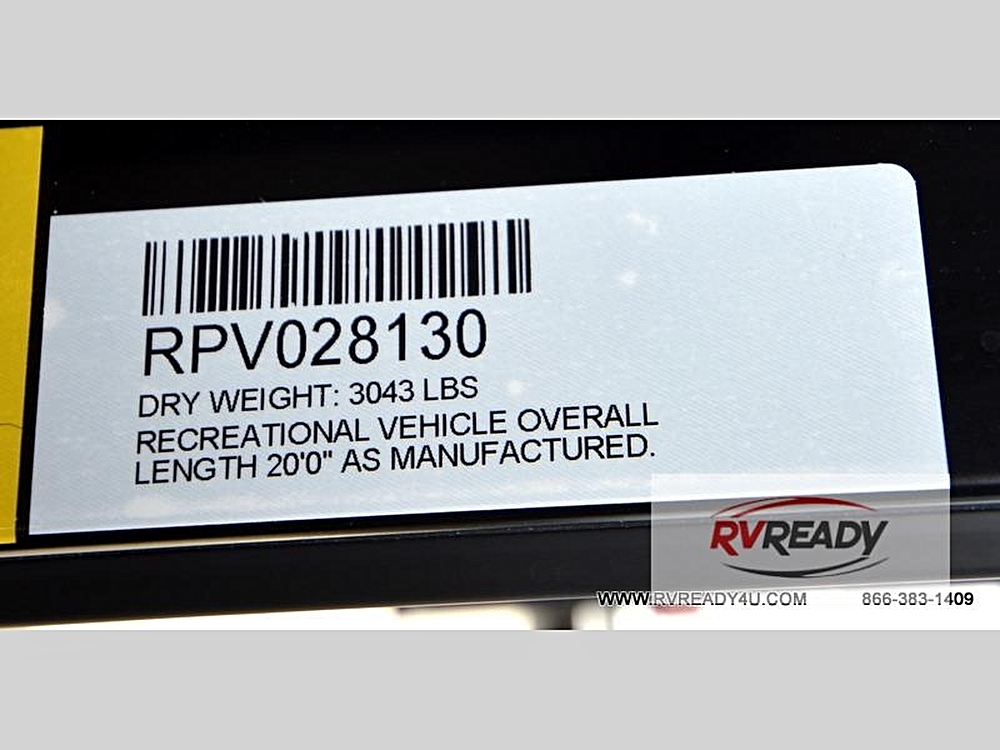 RPV028130
DRY WEIGHT: 3043 LBS
RECREATIONAL VEHICLE OVERALL
LENGTH 20'0" AS MANUFACTURED.
RVREADY
WWW.RVREADY4U.COM 866-383-1409